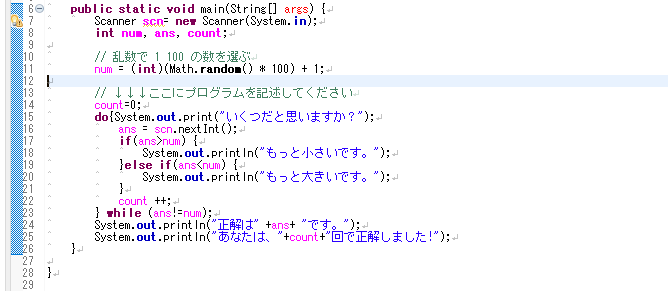 6 public static void main(String[] args) {
7 Scanner scn= new Scanner(System.in);
8 int num, ans, count;
9
10 // 乱数で 1 100 の数を選ぶ
11 num = (int)(Math.random() * 100) + 1;
12
13 // ↓↓↓ここにプログラムを記述してください
14 count=0;
15 do{System.out.print("いくつだと思いますか？");
16 ans = scn.nextInt();
17 if(ans>num) {
18 System.out.println("もっと小さいです。");
19 }else if(ans<num) {
20 System.out.println("もっと大きいです。");
21 }
22 count ++;
23 } while (ans!=num);
24 System.out.println("正解は" +ans+ "です。");
25 System.out.println("あなたは、"+count+"回で正解しました!");
26 }
27
28 }
29